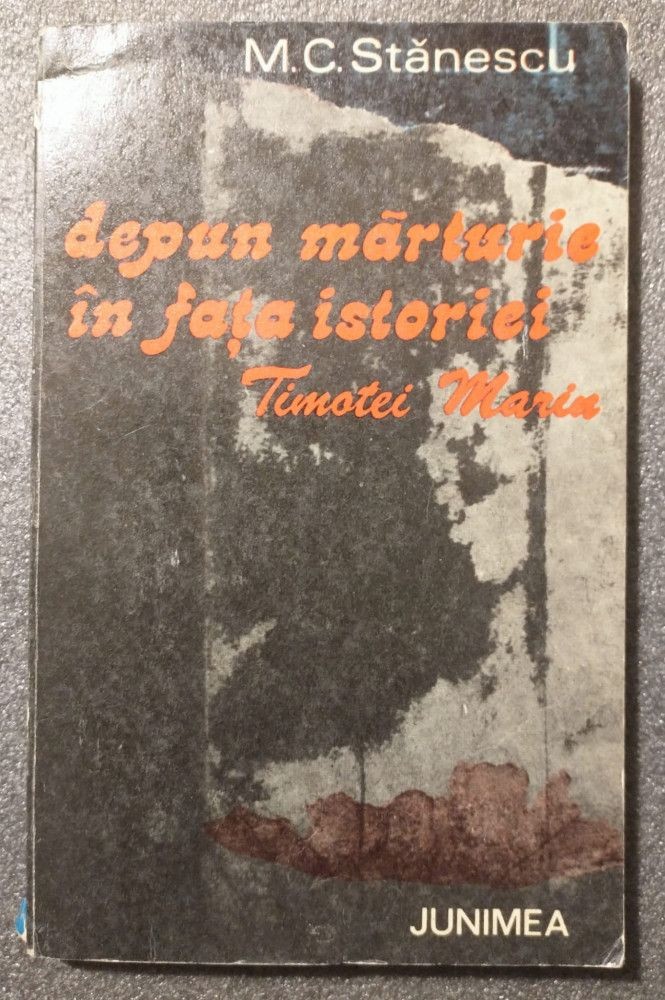 M.C. Stănescu
depun mărturie
în fața istoriei
Timotei Marin
JUNIMEA